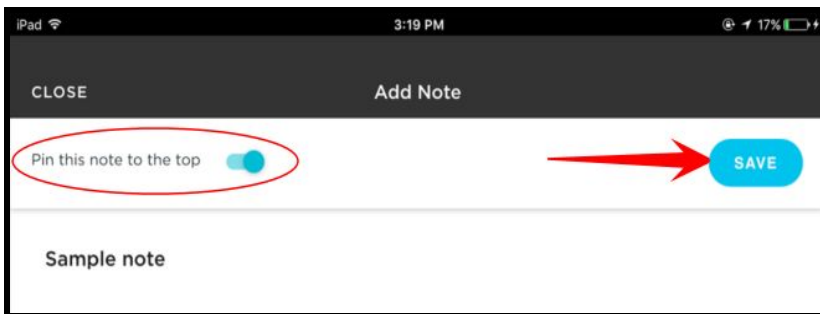 iPad 3:19 PM 17%
CLOSE Add Note
Pin this note to the top SAVE
Sample note